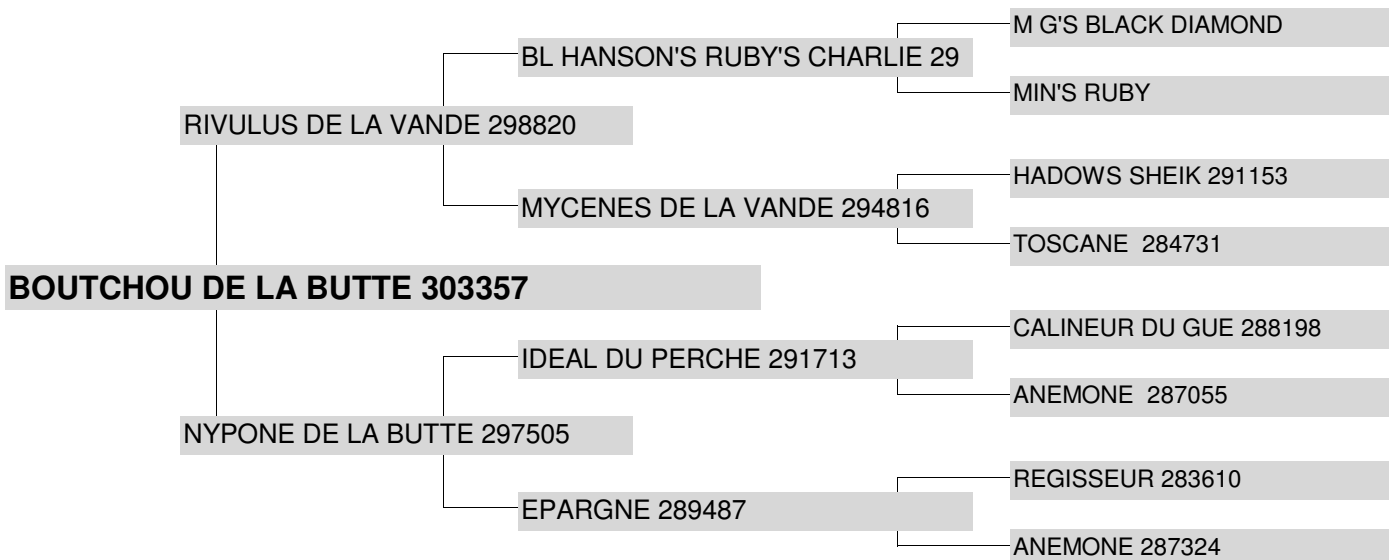 M G'S BLACK DIAMOND
BL HANSON'S RUBY'S CHARLIE 29
MIN'S RUBY
RIVULUS DE LA VANDE 298820
HADOWS SHEIK 291153
MYCENES DE LA VANDE 294816
TOSCANE 284731
BOUTCHOU DE LA BUTTE 303357
CALINEUR DU GUE 288198
IDEAL DU PERCHE 291713
ANEMONE 287055
NYPONE DE LA BUTTE 297505
REGISSEUR 283610
EPARGNE 289487
ANEMONE 287324